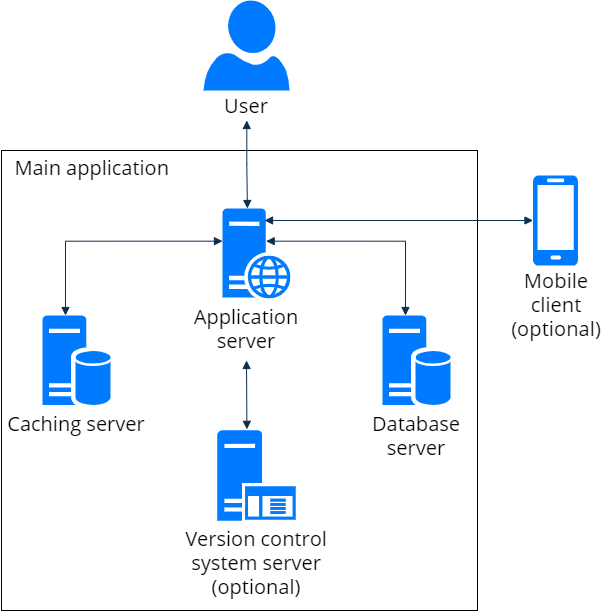 User
Main application
Application
server
Mobile
client
(optional)
Caching server
Database
server
Version control
system server
(optional)